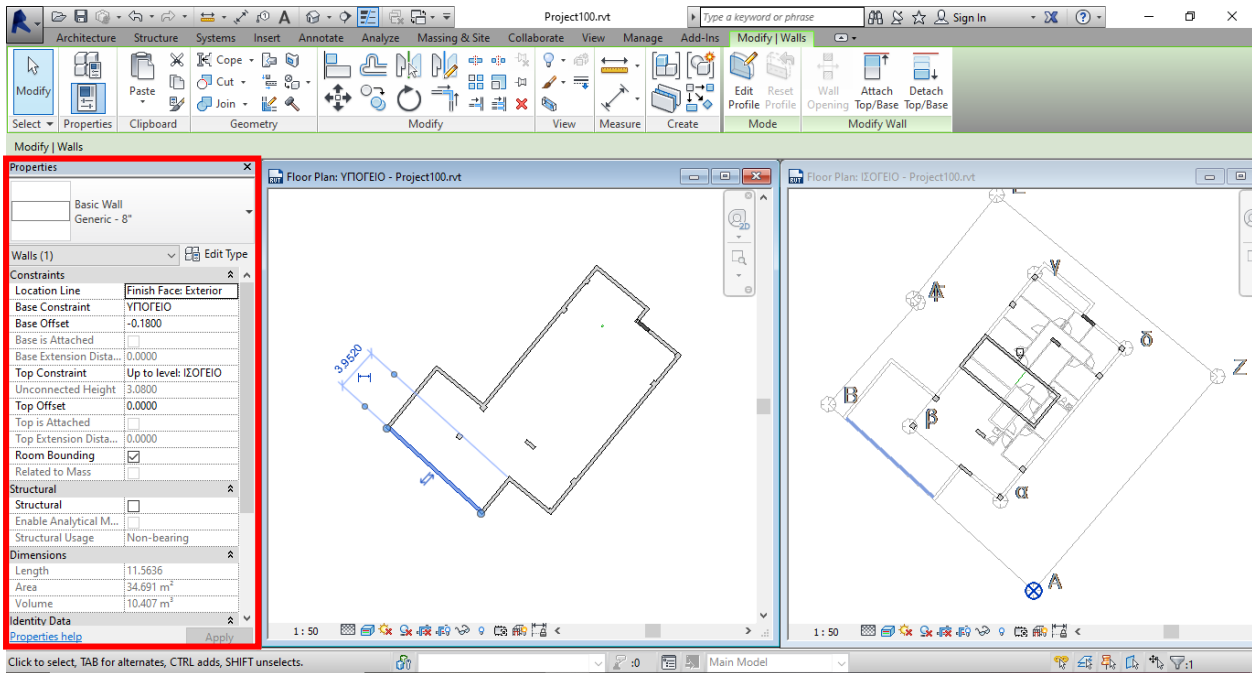 Project100.rvt
Type a keyword or phrase
Sign In
Architecture Structure Systems Insert Annotate Analyze Massing & Site Collaborate View Manage Add-Ins Modify | Walls
Modify
Paste
Cope
Cut
Join
Edit Profile
Reset Profile
Wall Opening
Attach Top/Base
Detach Top/Base
Select Properties Clipboard Geometry Modify View Measure Create Mode Modify Wall
Modify | Walls
Properties
Basic Wall
Generic - 8"
Walls (1) Edit Type
Constraints
Location Line Finish Face: Exterior
Base Constraint ΥΠΟΓΕΙΟ
Base Offset -0.1800
Base is Attached
Base Extension Dista... 0.0000
Top Constraint Up to level: ΙΣΟΓΕΙΟ
Unconnected Height 3.0800
Top Offset 0.0000
Top is Attached
Top Extension Dista... 0.0000
Room Bounding
Related to Mass
Structural
Structural
Enable Analytical M...
Structural Usage Non-bearing
Dimensions
Length 11.5636
Area 34.691 m²
Volume 10.407 m³
Identity Data
Properties help Apply
Floor Plan: ΥΠΟΓΕΙΟ - Project100.rvt
2D
3.9520
1 : 50
Floor Plan: ΙΣΟΓΕΙΟ - Project100.rvt
γ
δ
Z
B
β
α
A
1 : 50
Click to select, TAB for alternates, CTRL adds, SHIFT unselects.
:0
Main Model
:1